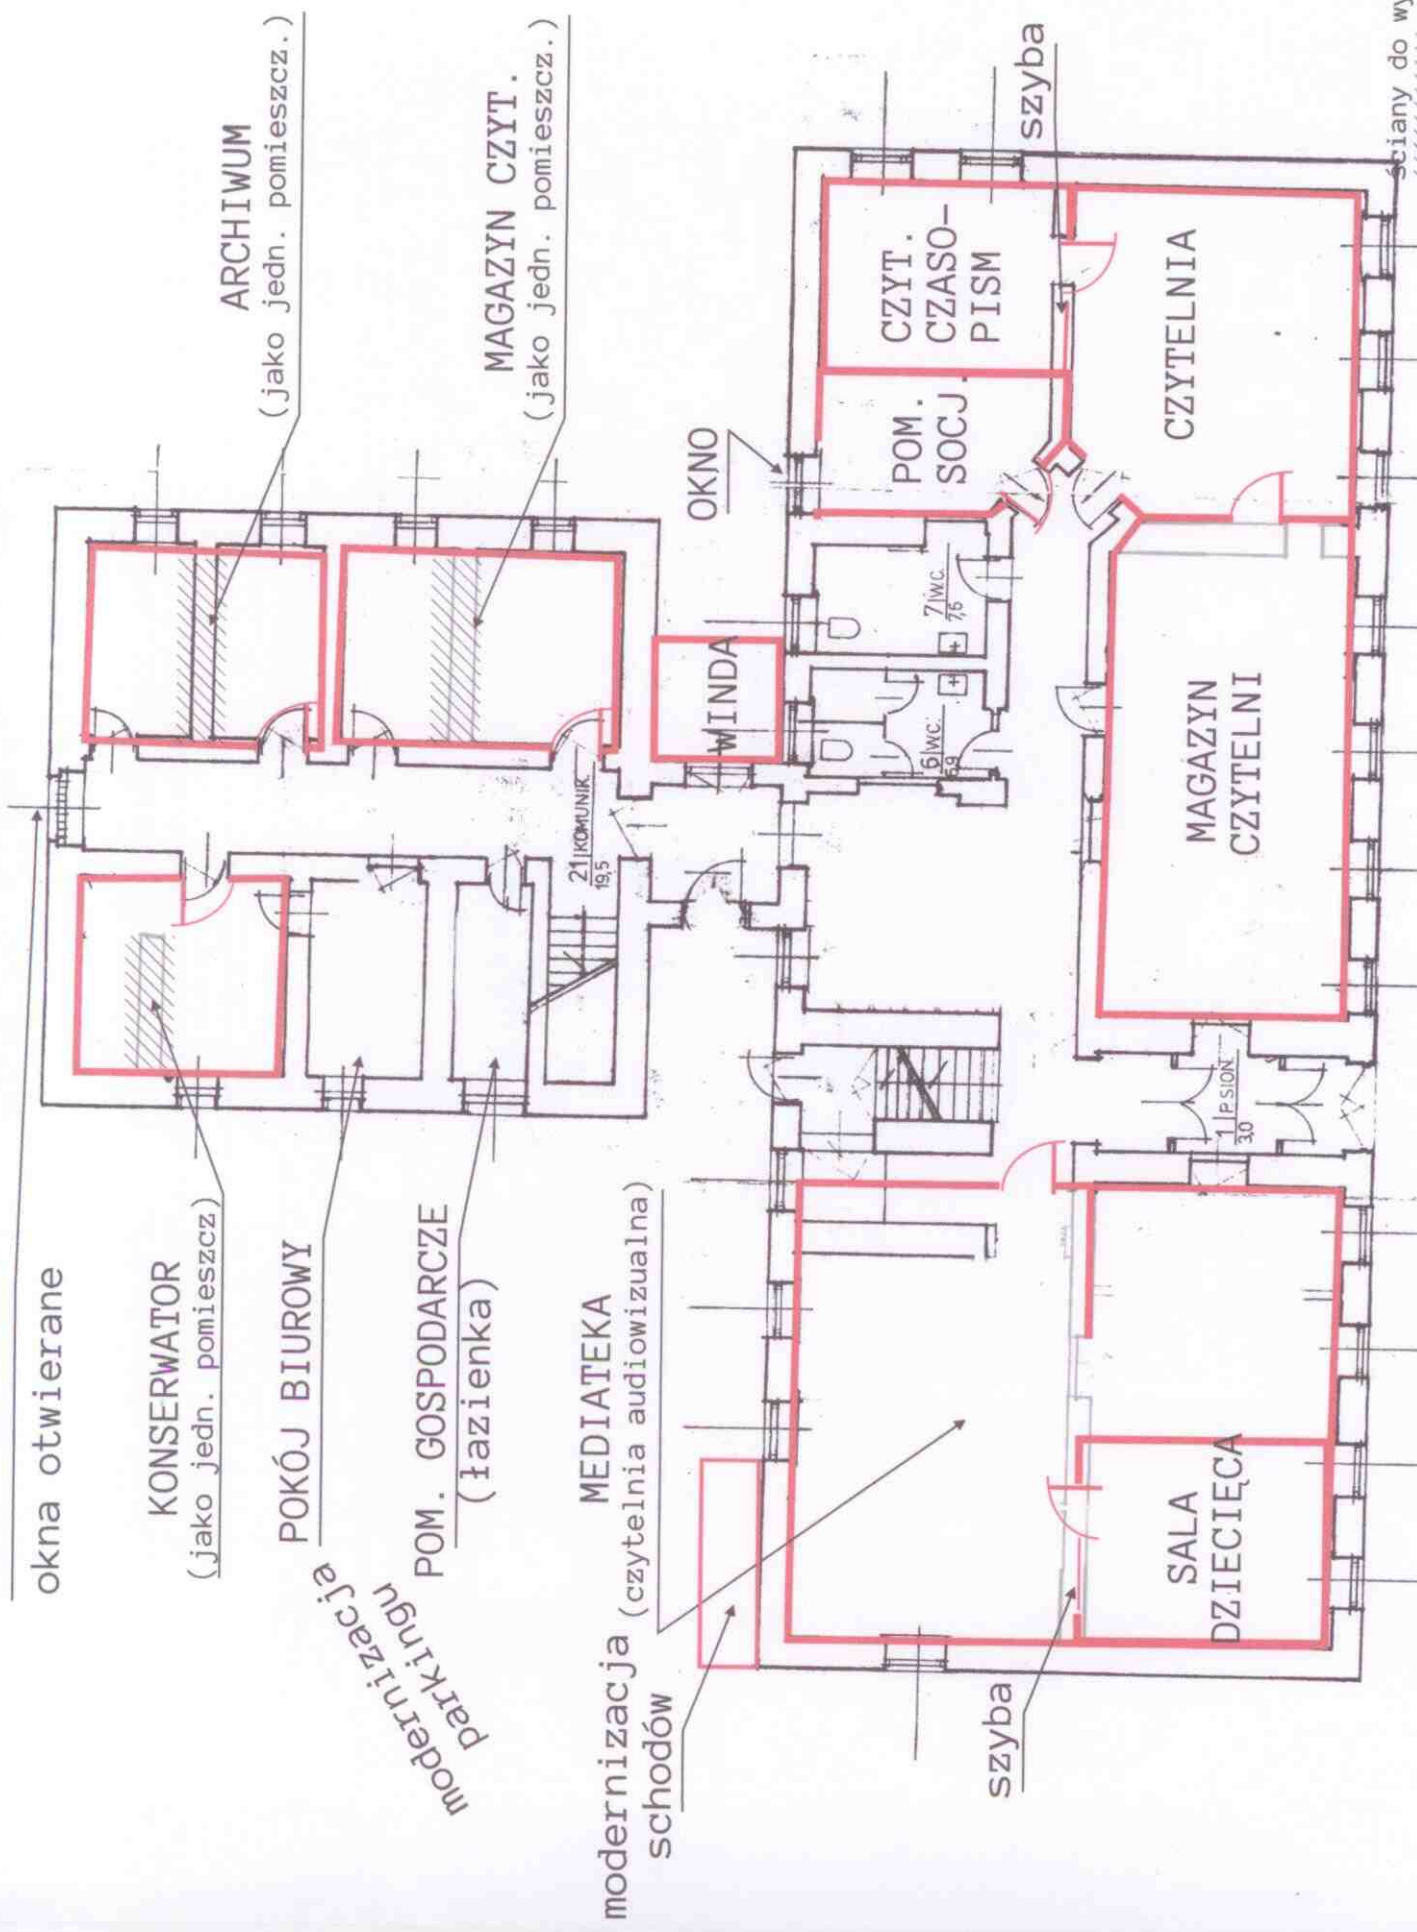 okna otwierane
KONSERWATOR
(jako jedn. pomieszcz)
POKÓJ BIUROWY
modernizacja
parkingu
POM. GOSPODARCZE
(łazienka)
MEDIATEKA
(czytelnia audiowizualna)
modernizacja
schodów
szyba
ARCHIWUM
(jako jedn. pomieszcz.)
MAGAZYN CZYT.
(jako jedn. pomieszcz.)
21 KOMUNIK.
19,5
WINDA
OKNO
7 W.C.
7,6
6 WC.
6,9
POM.
SOCJ.
CZYT.
CZASO-
PISM
szyba
CZYTELNIA
MAGAZYN
CZYTELNI
1 P SION
3,0
SALA
DZIECIĘCA
ściany do wy